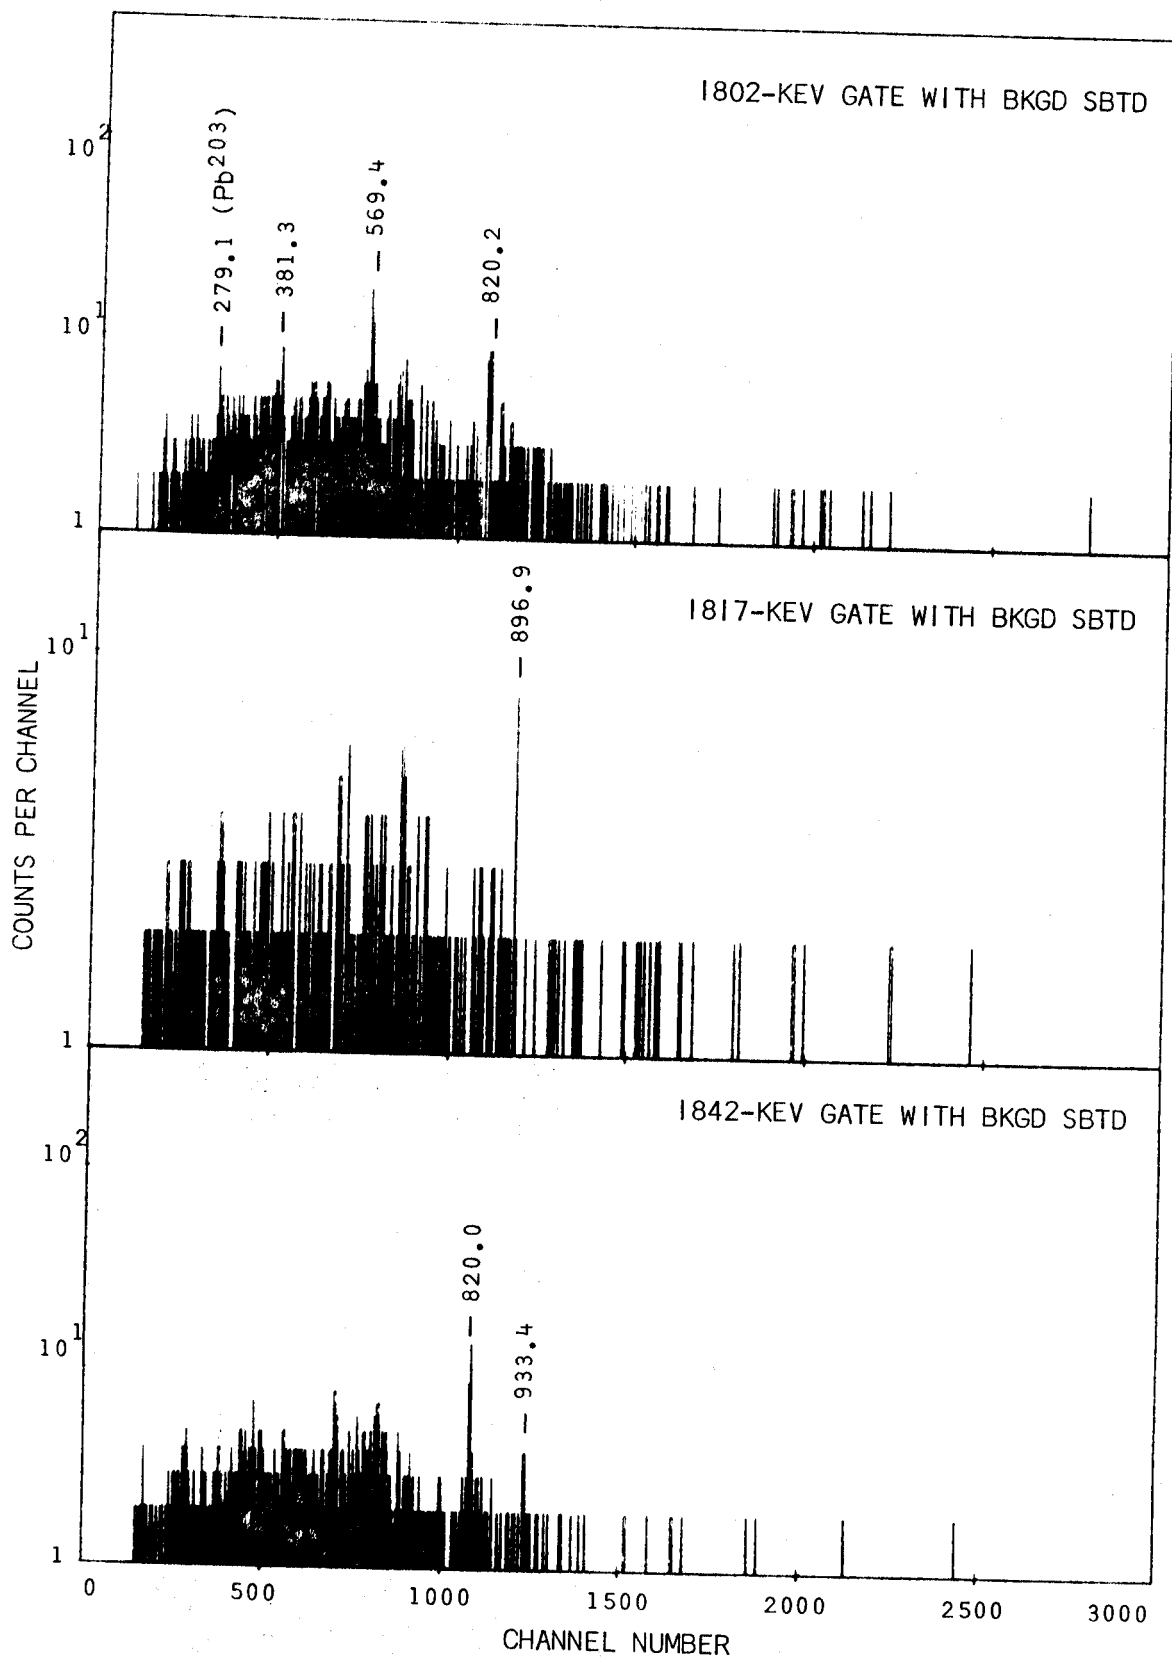 1802-KEV GATE WITH BKGD SBTD
10²
279.1 (Pb²⁰³)
381.3
569.4
820.2
10¹
1
1817-KEV GATE WITH BKGD SBTD
896.9
10¹
COUNTS PER CHANNEL
1
1842-KEV GATE WITH BKGD SBTD
10²
820.0
933.4
10¹
1
0 500 1000 1500 2000 2500 3000
CHANNEL NUMBER